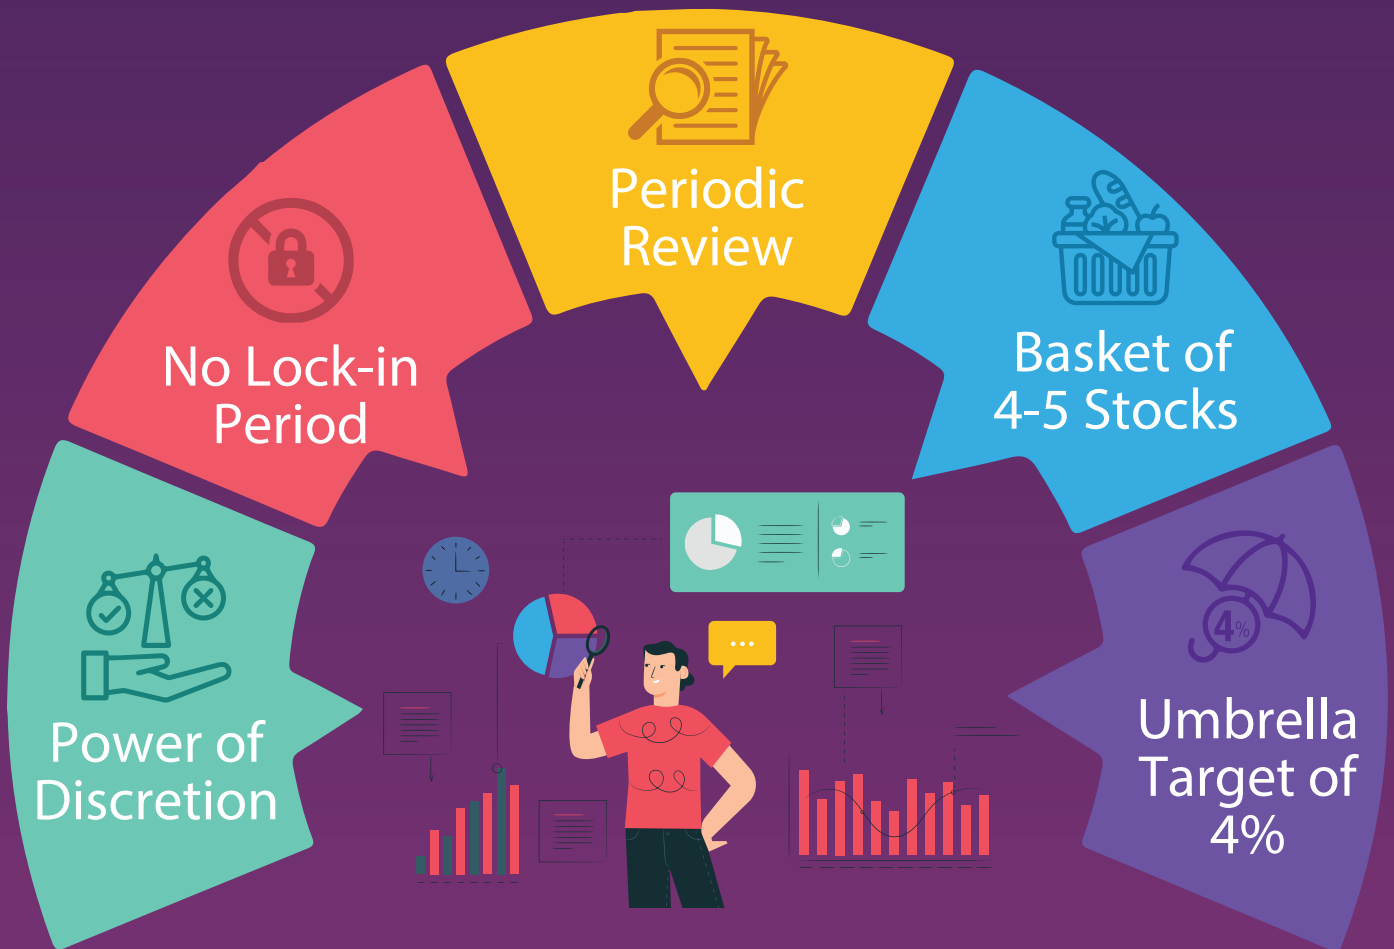 Periodic
Review
No Lock-in
Period
Basket of
4-5 Stocks
Power of
Discretion
4%
Umbrella
Target of
4%
...